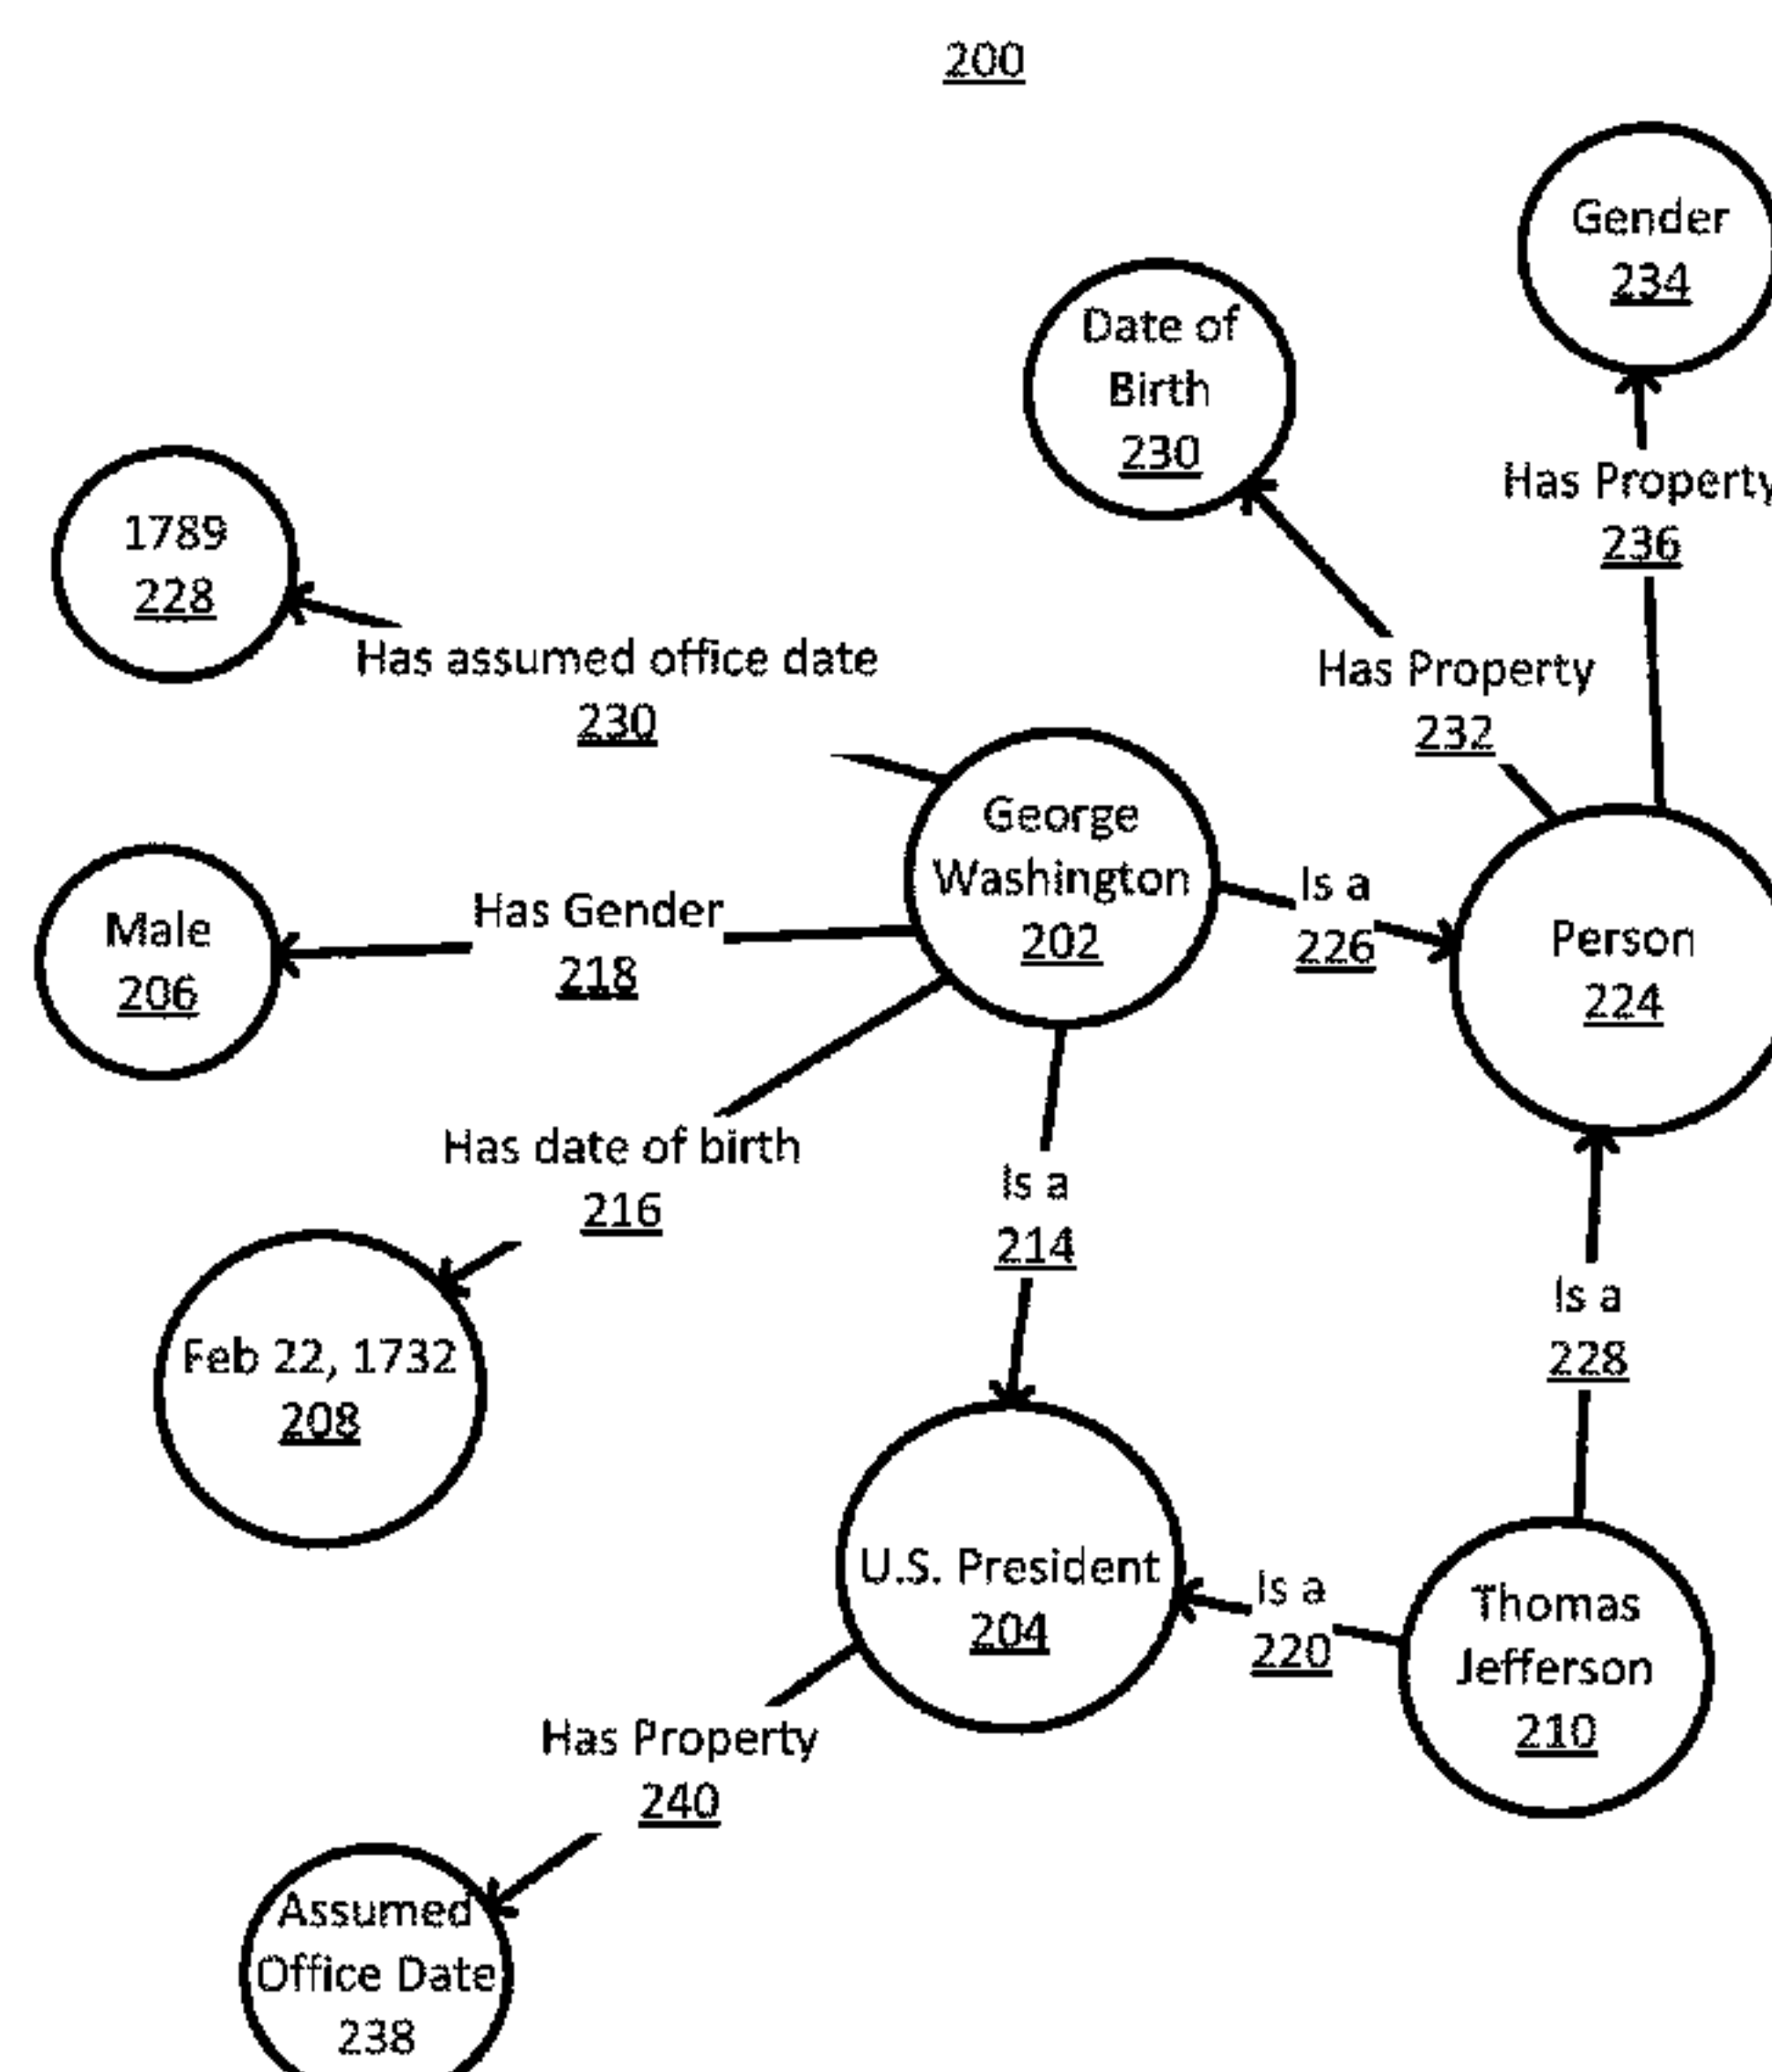 200
Gender
234
Date of
Birth
230
Has Property
236
1789
228
Has assumed office date
230
Has Property
232
George
Washington
202
Is a
226
Person
224
Male
206
Has Gender
218
Has date of birth
216
Is a
214
Is a
228
Feb 22, 1732
208
U.S. President
204
Is a
220
Thomas
Jefferson
210
Has Property
240
Assumed
Office Date
238